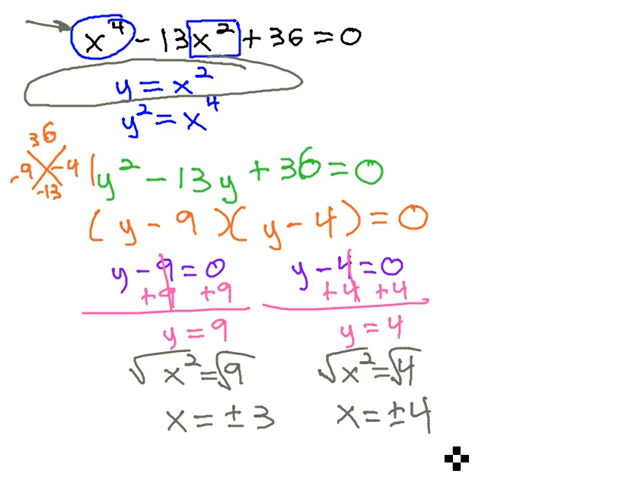 x⁴ - 13x² + 36 = 0
y = x²
y² = x⁴
36
-9 -4
-13
1y² - 13y + 36 = 0
(y - 9)(y - 4) = 0
y - 9 = 0 y - 4 = 0
+9 +9 +4 +4
y = 9 y = 4
√x² = √9 √x² = √4
x = ±3 x = ±4